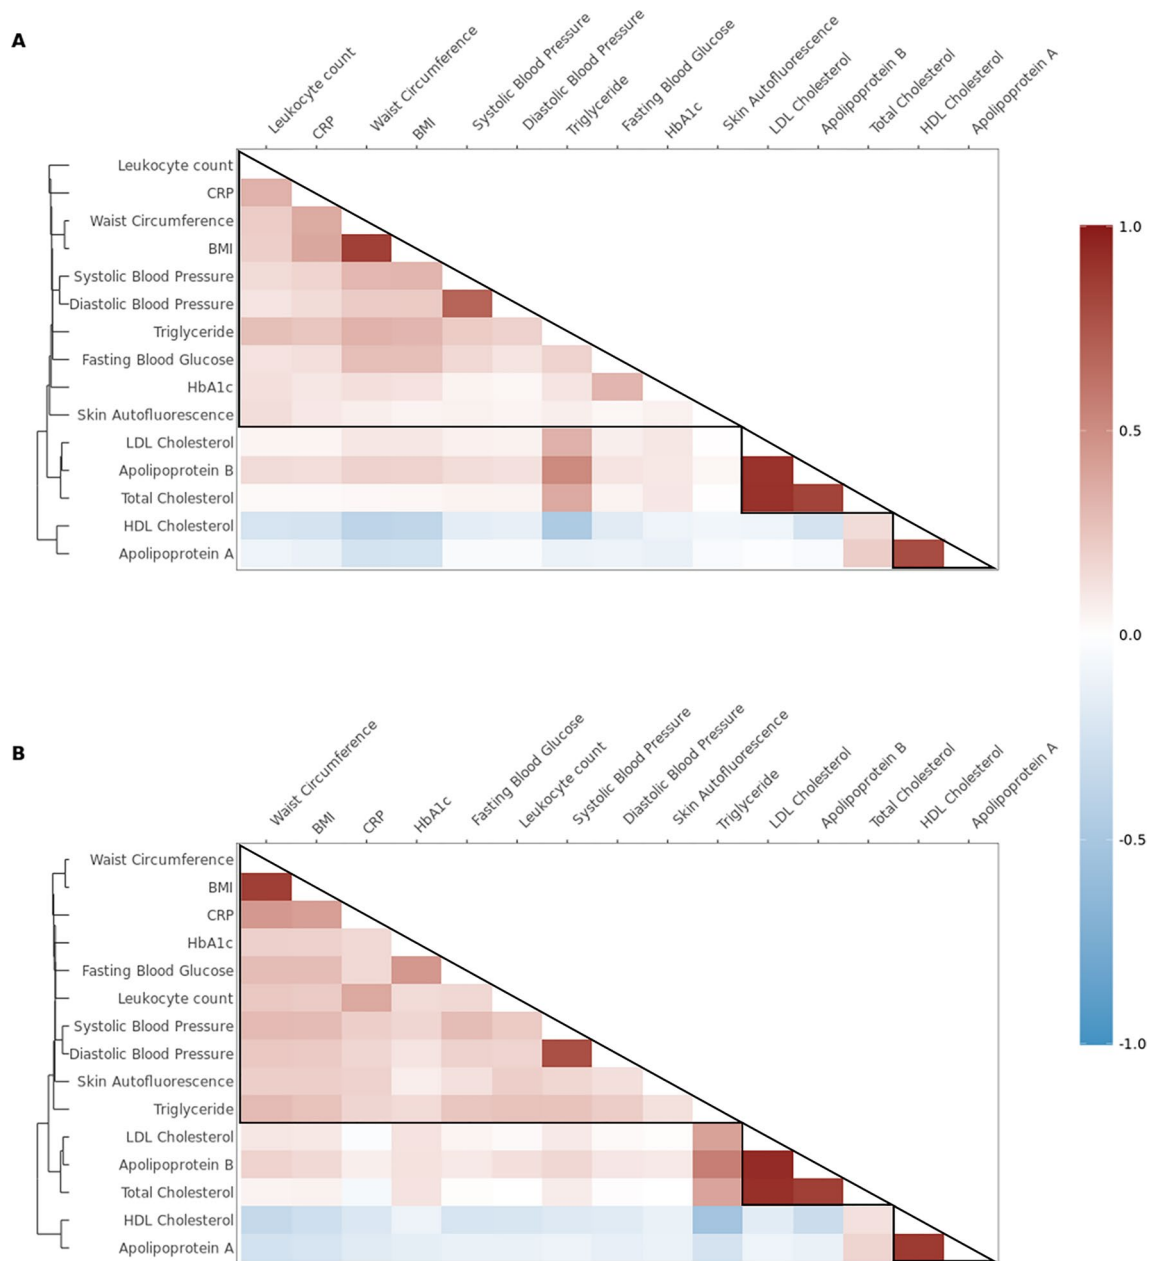 A
Leukocyte count
CRP
Waist Circumference
BMI
Systolic Blood Pressure
Diastolic Blood Pressure
Triglyceride
Fasting Blood Glucose
HbA1c
Skin Autofluorescence
LDL Cholesterol
Apolipoprotein B
Total Cholesterol
HDL Cholesterol
Apolipoprotein A
Leukocyte count
CRP
Waist Circumference
BMI
Systolic Blood Pressure
Diastolic Blood Pressure
Triglyceride
Fasting Blood Glucose
HbA1c
Skin Autofluorescence
LDL Cholesterol
Apolipoprotein B
Total Cholesterol
HDL Cholesterol
Apolipoprotein A
1.0
0.5
0.0
-0.5
-1.0
B
Waist Circumference
BMI
CRP
HbA1c
Fasting Blood Glucose
Leukocyte count
Systolic Blood Pressure
Diastolic Blood Pressure
Skin Autofluorescence
Triglyceride
LDL Cholesterol
Apolipoprotein B
Total Cholesterol
HDL Cholesterol
Apolipoprotein A
Waist Circumference
BMI
CRP
HbA1c
Fasting Blood Glucose
Leukocyte count
Systolic Blood Pressure
Diastolic Blood Pressure
Skin Autofluorescence
Triglyceride
LDL Cholesterol
Apolipoprotein B
Total Cholesterol
HDL Cholesterol
Apolipoprotein A